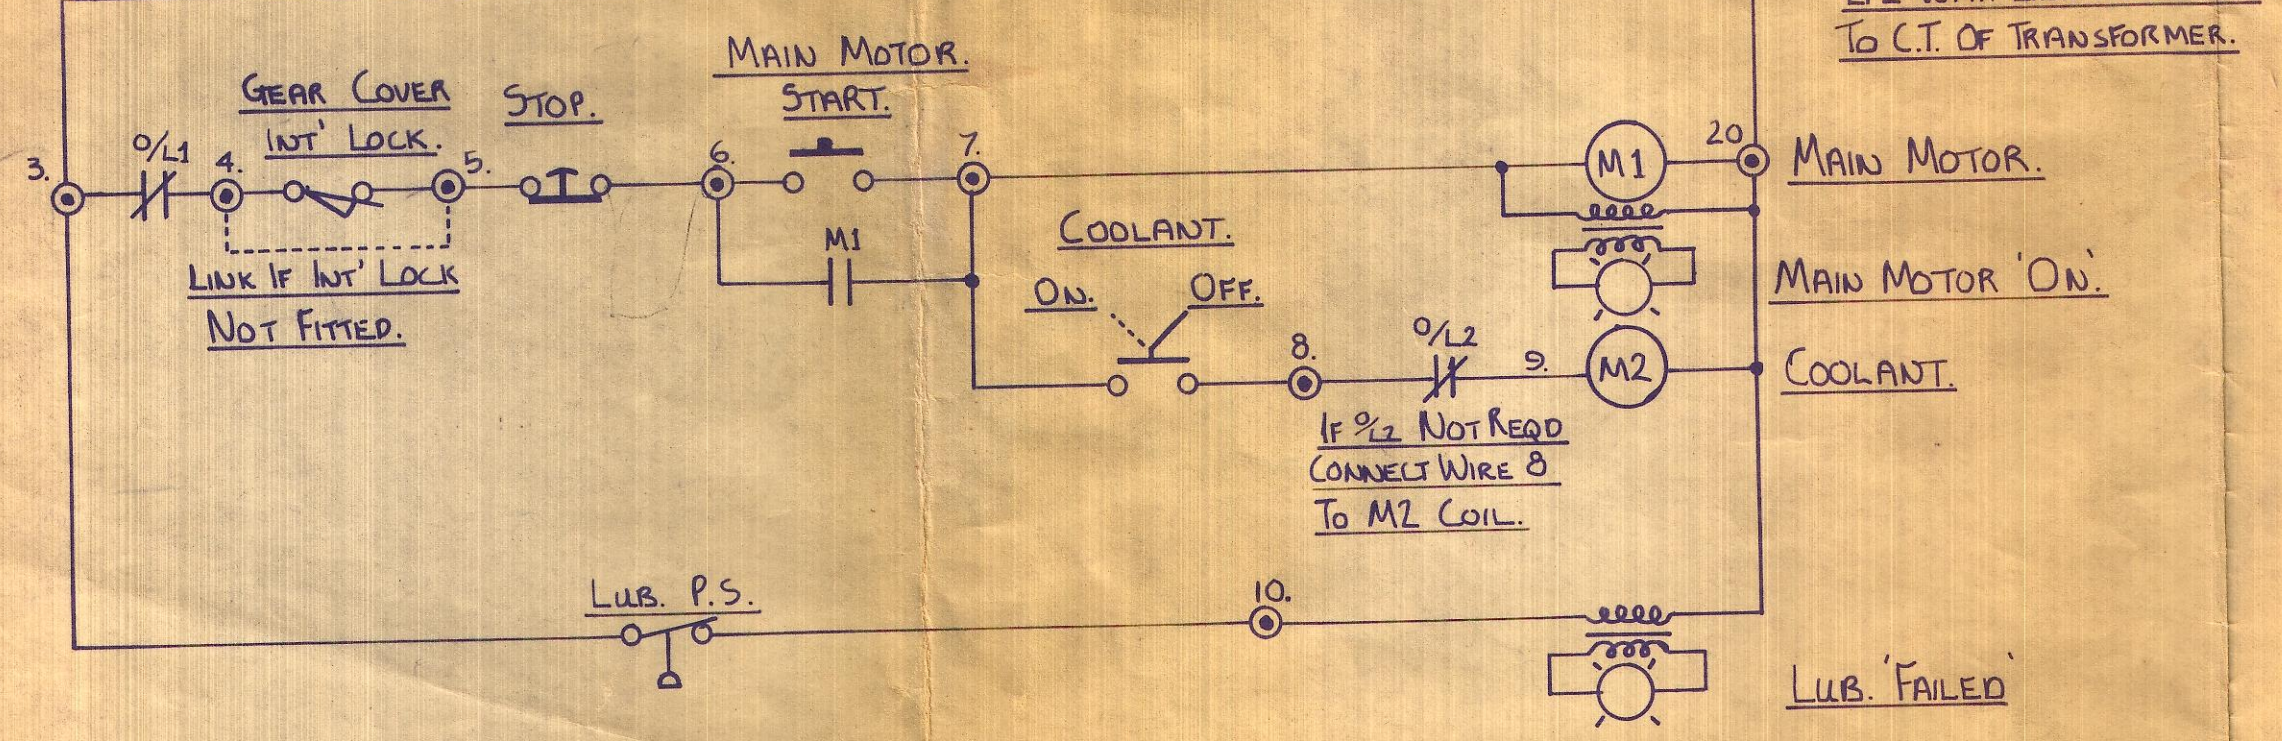 To C.T. OF TRANSFORMER.
MAIN MOTOR.
START.
GEAR COVER
INT' LOCK.
STOP.
O/L1
3.
4.
5.
6.
7.
M1
20
MAIN MOTOR.
LINK IF INT' LOCK
NOT FITTED.
M1
COOLANT.
ON.
OFF.
MAIN MOTOR 'ON'.
8.
O/L2
9.
M2
COOLANT.
IF O/L2 NOT REQD
CONNECT WIRE 8
TO M2 COIL.
LUB. P.S.
10.
LUB. 'FAILED'